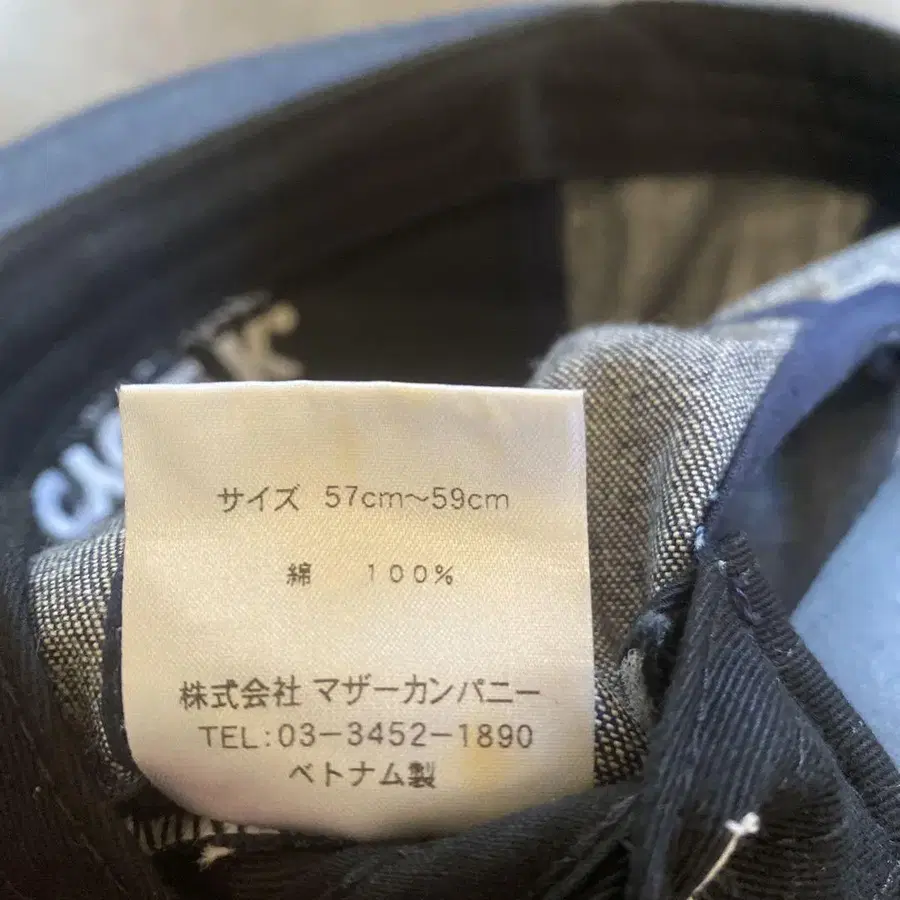 サイズ 57cm〜59cm
綿 100%
株式会社 マザーカンパニー
TEL:03-3452-1890
ベトナム製